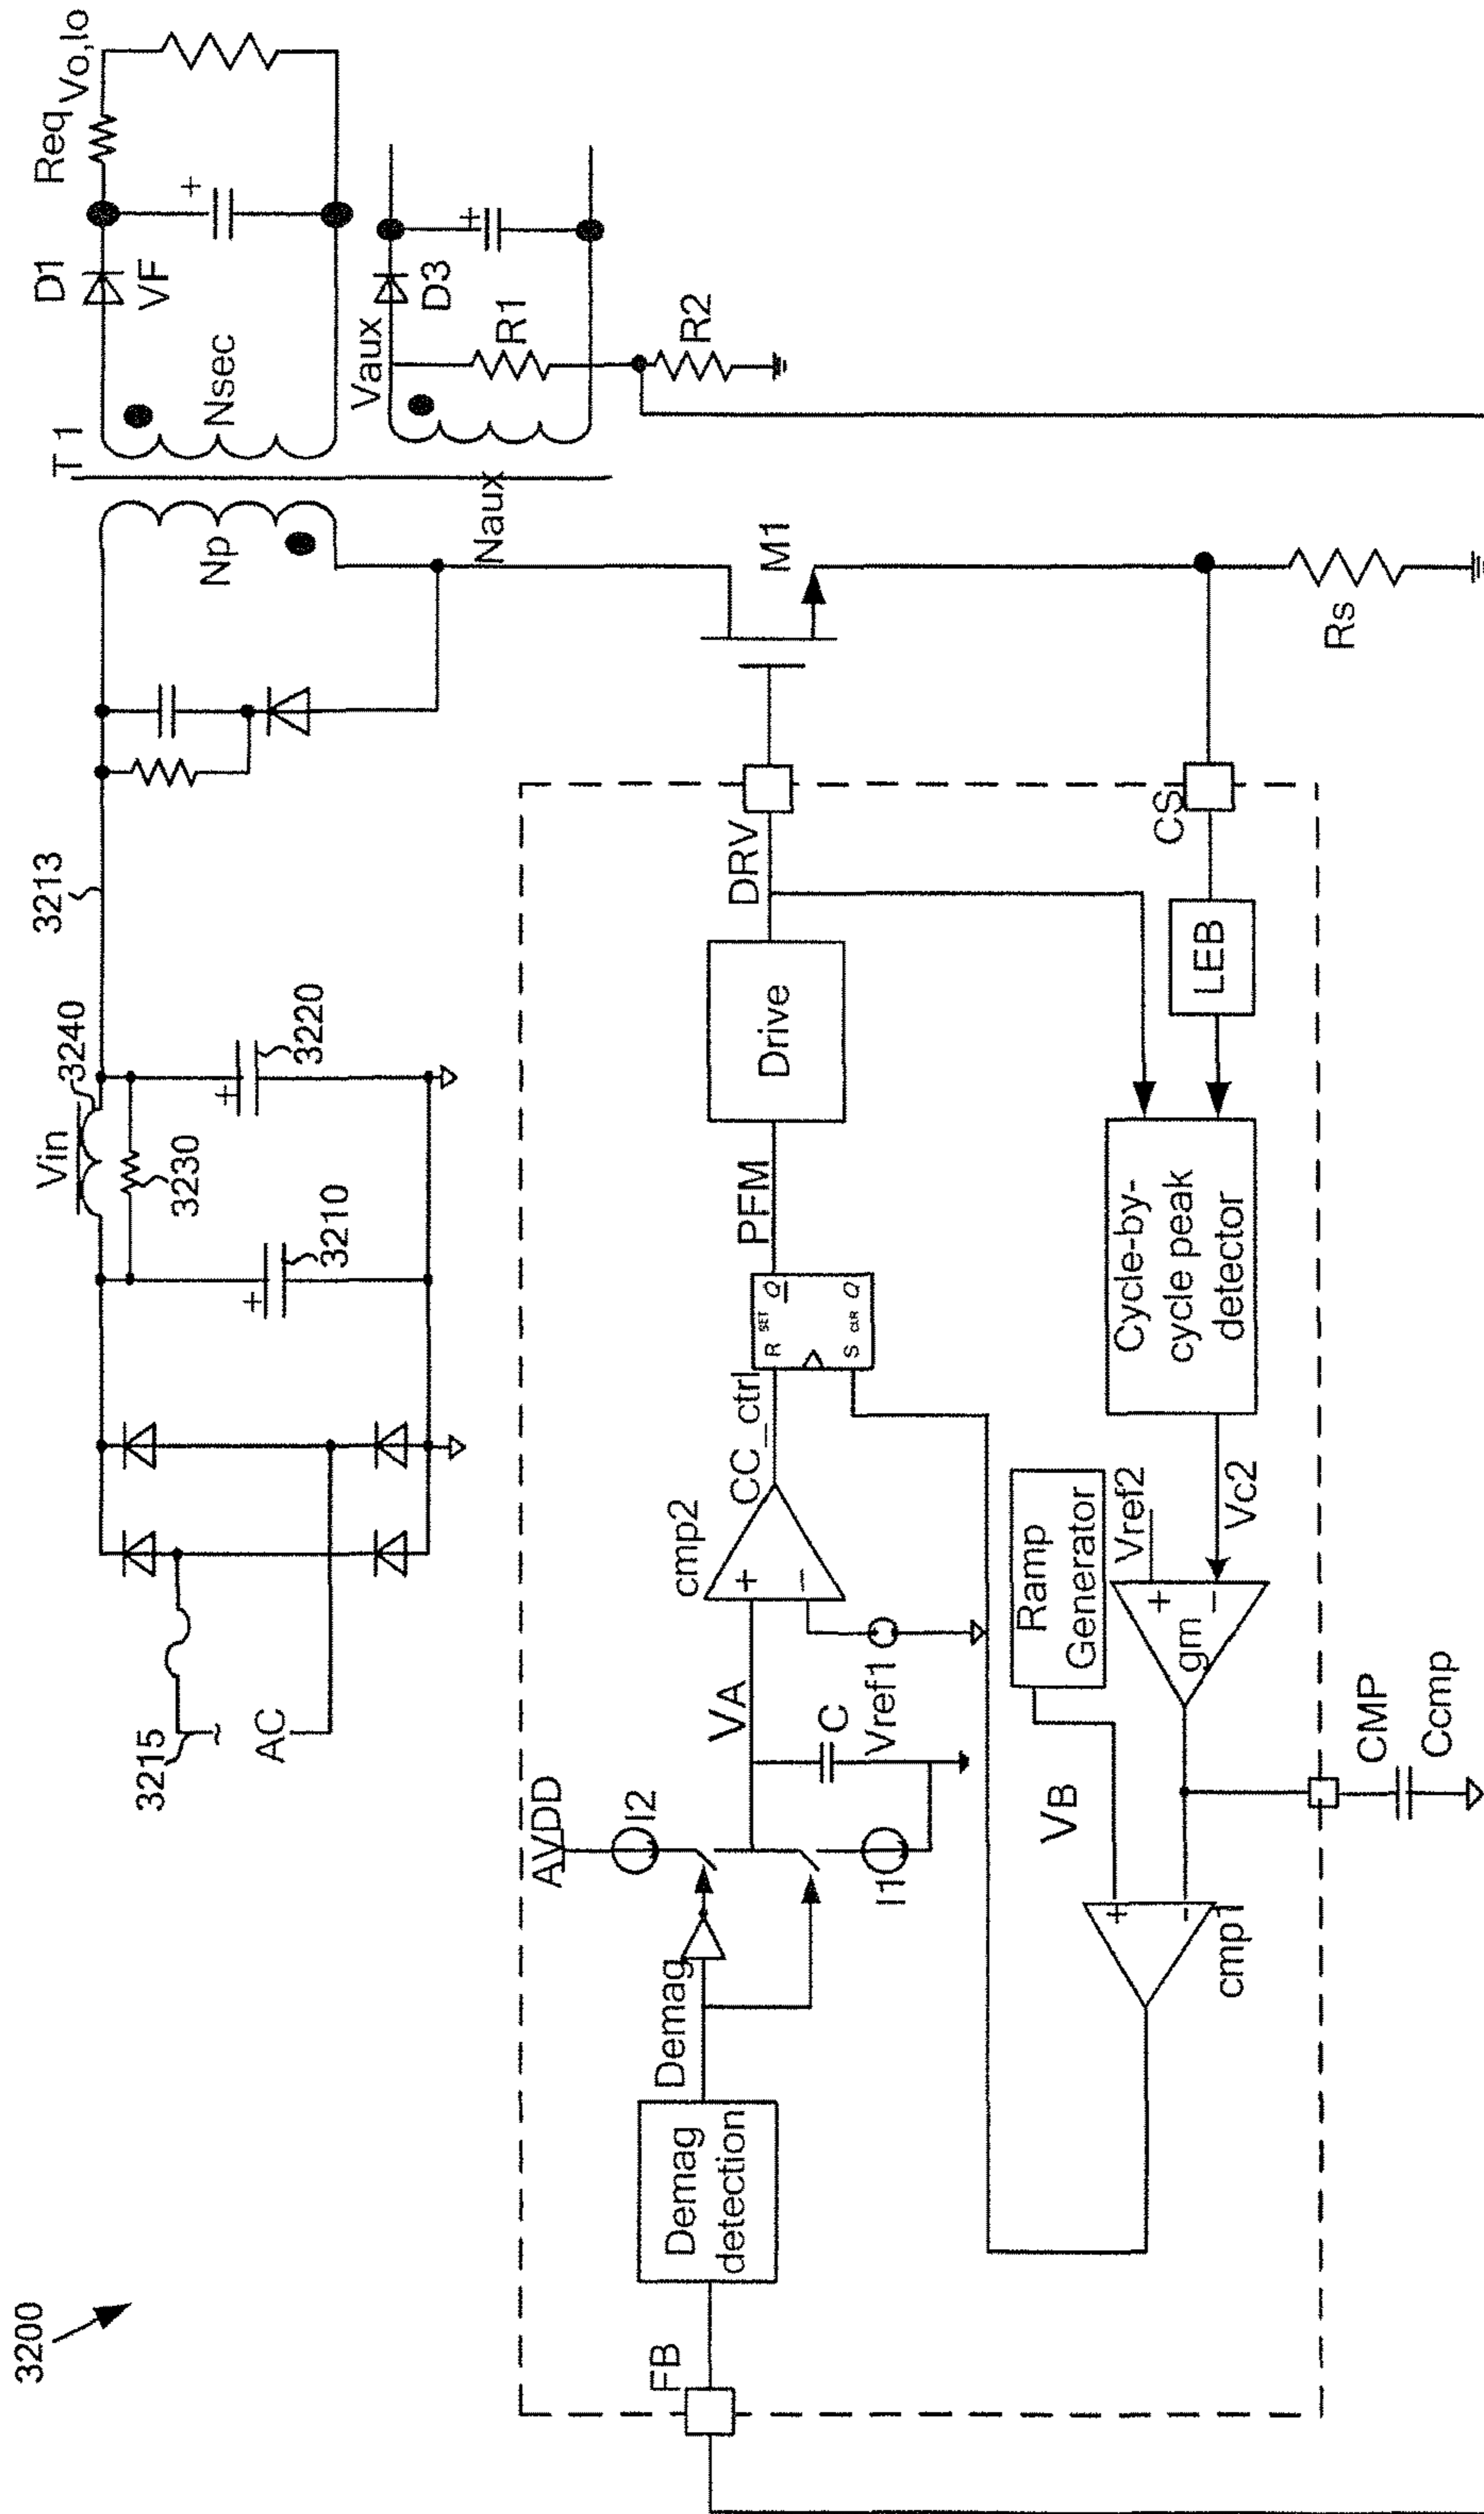 3200
3215
AC
Vin
3240
3230
3210
3220
3213
T1
Np
Naux
Nsec
D1
VF
Req
Vo,Io
+
+
+
+
Vaux
D3
R1
R2
M1
Rs
FB
Demag
detection
Demag
AVDD
I2
I1
VA
C
Vref1
cmp2
+
−
CC_ctrl
R SET Q
S CLR Q
PFM
Drive
DRV
CS
LEB
Cycle-by-
cycle peak
detector
Vc2
Vref2
+
−
gm
Ramp
Generator
VB
+
−
cmp1
CMP
Ccmp